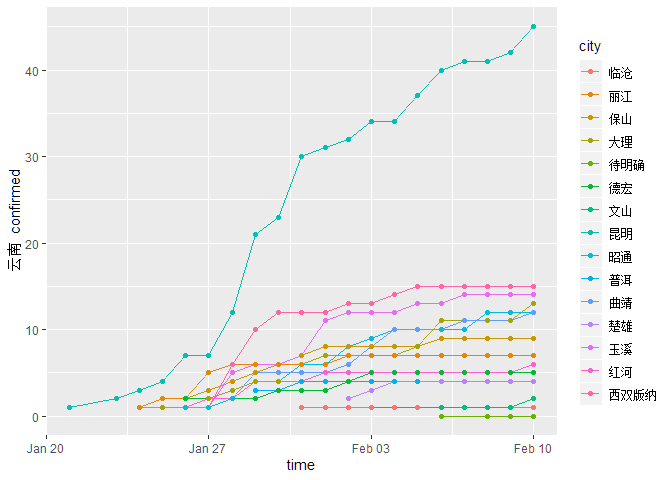 云南 confirmed
40
30
20
10
0
Jan 20
Jan 27
Feb 03
Feb 10
time
city
临沧
丽江
保山
大理
待明确
德宏
文山
昆明
昭通
普洱
曲靖
楚雄
玉溪
红河
西双版纳